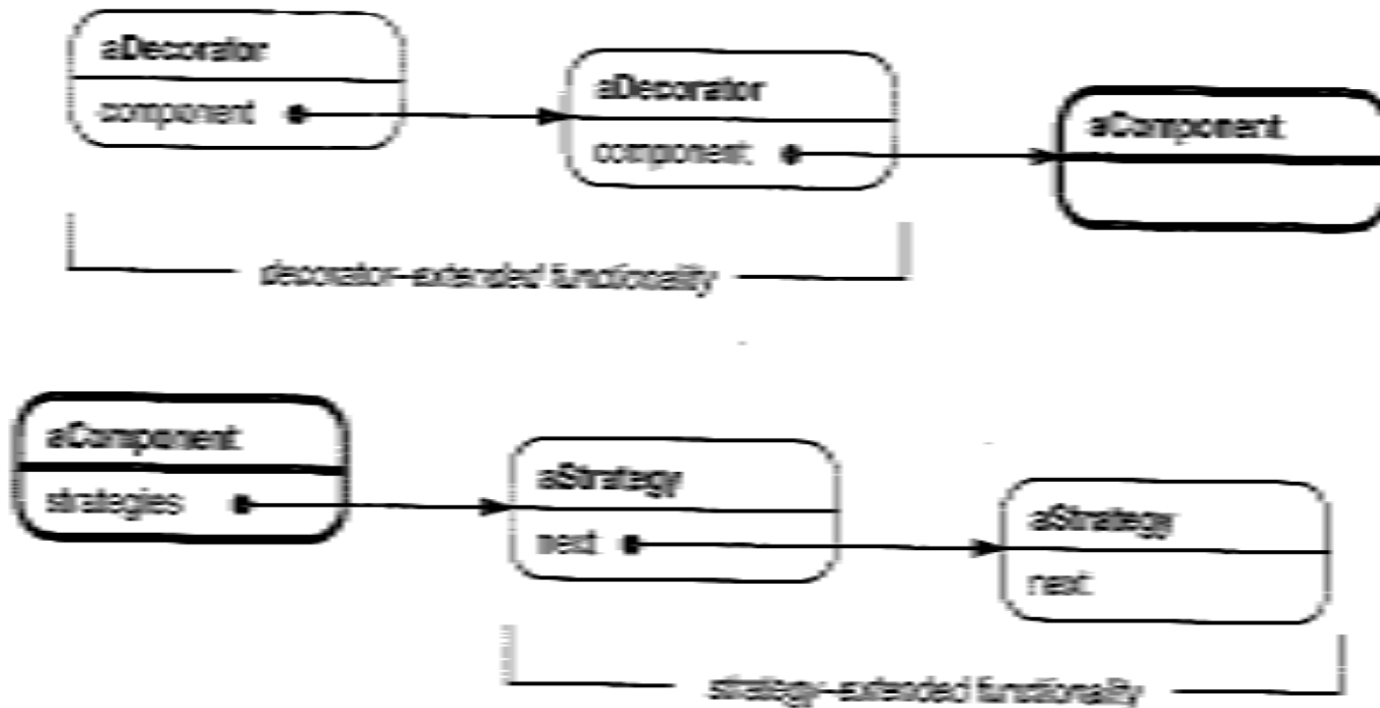 aDecorator
component
aDecorator
component
aComponent
decorator-extended functionality
aComponent
strategies
aStrategy
next
aStrategy
next
strategy-extended functionality